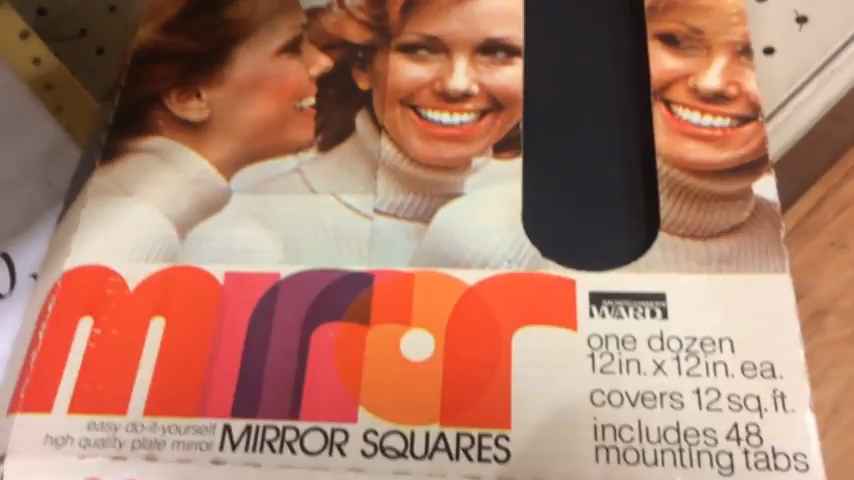 mirror
easy do-it-yourself
high quality plate mirror
MIRROR SQUARES
WARD
one dozen
12in. x 12in. ea.
covers 12 sq. ft.
includes 48
mounting tabs